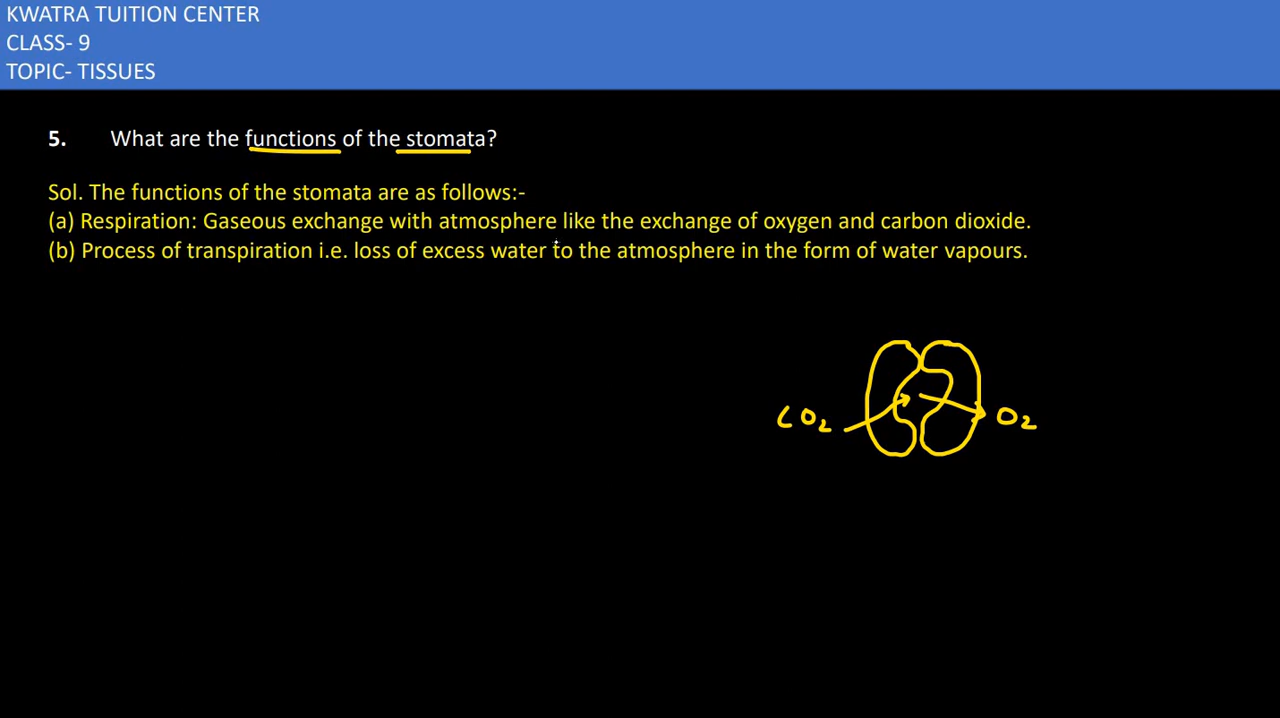 KWATRA TUITION CENTER
CLASS- 9
TOPIC- TISSUES
5. What are the functions of the stomata?
Sol. The functions of the stomata are as follows:-
(a) Respiration: Gaseous exchange with atmosphere like the exchange of oxygen and carbon dioxide.
(b) Process of transpiration i.e. loss of excess water to the atmosphere in the form of water vapours.
CO2 O2